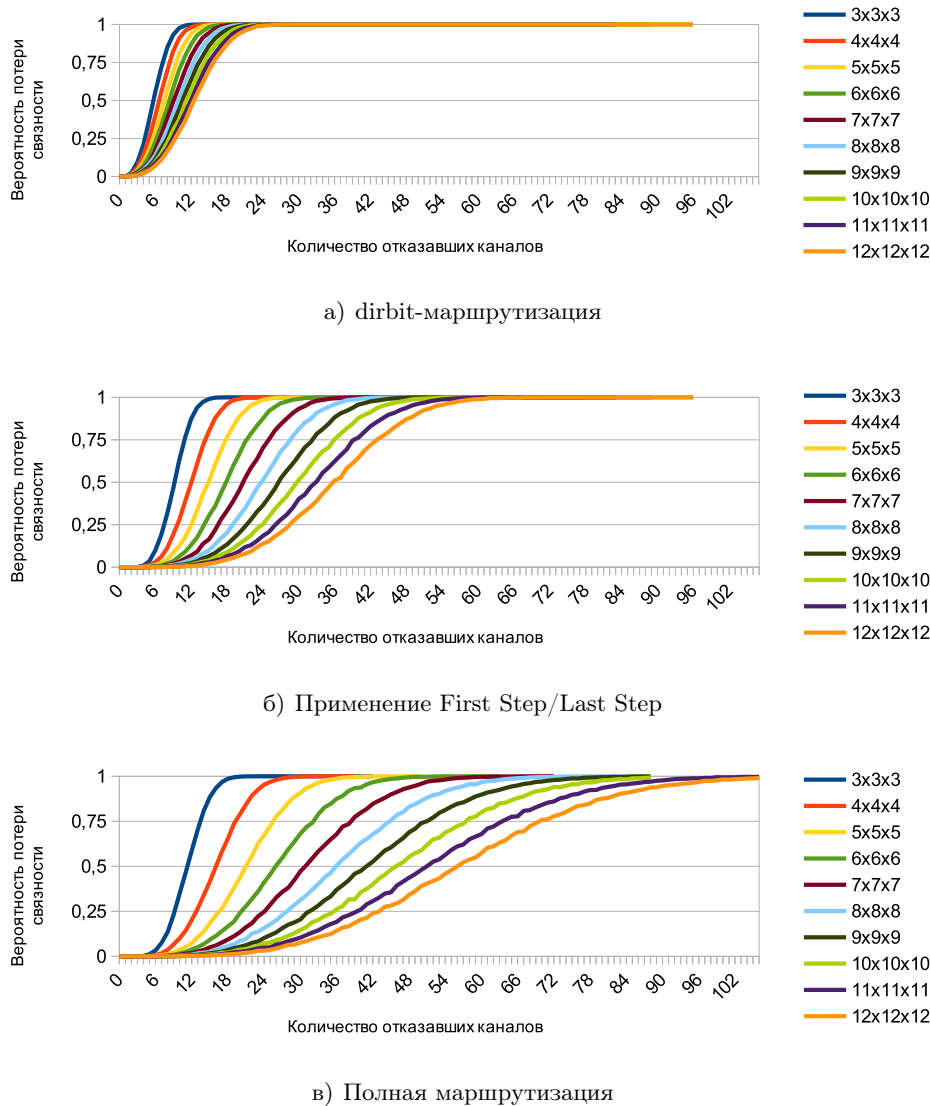 Вероятность потери
связности
1
0,75
0,5
0,25
0
0 6 12 18 24 30 36 42 48 54 60 66 72 78 84 90 96 102
Количество отказавших каналов
3x3x3
4x4x4
5x5x5
6x6x6
7x7x7
8x8x8
9x9x9
10x10x10
11x11x11
12x12x12
а) dirbit-маршрутизация
Вероятность потери
связности
1
0,75
0,5
0,25
0
0 6 12 18 24 30 36 42 48 54 60 66 72 78 84 90 96 102
Количество отказавших каналов
3x3x3
4x4x4
5x5x5
6x6x6
7x7x7
8x8x8
9x9x9
10x10x10
11x11x11
12x12x12
б) Применение First Step/Last Step
Вероятность потери
связности
1
0,75
0,5
0,25
0
0 6 12 18 24 30 36 42 48 54 60 66 72 78 84 90 96 102
Количество отказавших каналов
3x3x3
4x4x4
5x5x5
6x6x6
7x7x7
8x8x8
9x9x9
10x10x10
11x11x11
12x12x12
в) Полная маршрутизация